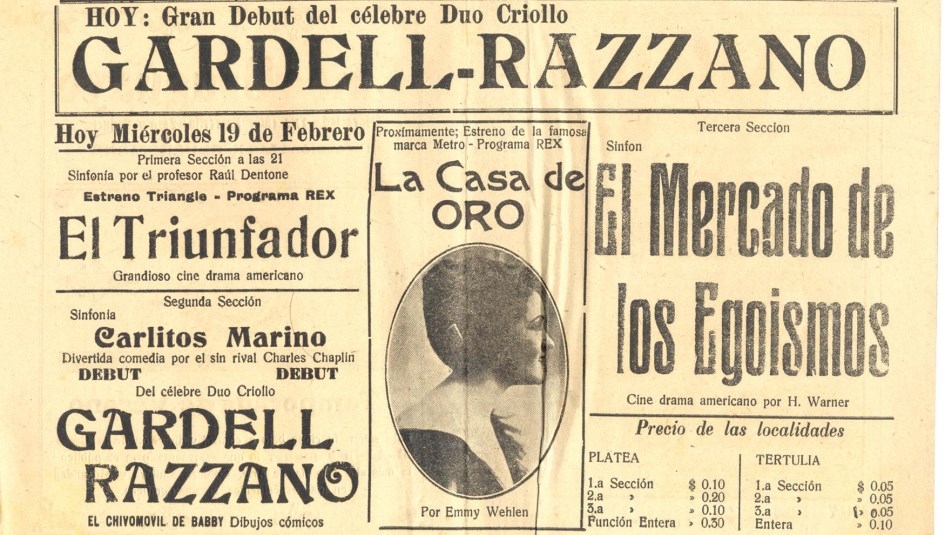 HOY: Gran Debut del célebre Duo Criollo
GARDELL-RAZZANO
Hoy Miércoles 19 de Febrero
Primera Sección a las 21
Sinfonía por el profesor Raúl Dentone
Estreno Triangle - Programa REX
El Triunfador
Grandioso cine drama americano
Segunda Sección
Sinfonia
Carlitos Marino
Divertida comedia por el sin rival Charles Chaplin
DEBUT DEBUT
Del célebre Duo Criollo
GARDELL
RAZZANO
EL CHIVOMOVIL DE BABBY Dibujos cómicos
Proxímamente; Estreno de la famosa
marca Metro - Programa REX
La Casa de
ORO
Por Emmy Wehlen
Tercera Seccion
Sinfon
El Mercado de
los Egoismos
Cine drama americano por H. Warner
Precio de las localidades
PLATEA
1.a Sección $ 0.10
2.a » » 0.20
3.a » » 0.10
Función Entera » 0.30
TERTULIA
1.a Sección $ 0.05
2.a » » 0.05
3.a » » 0.05
Entera » 0.10